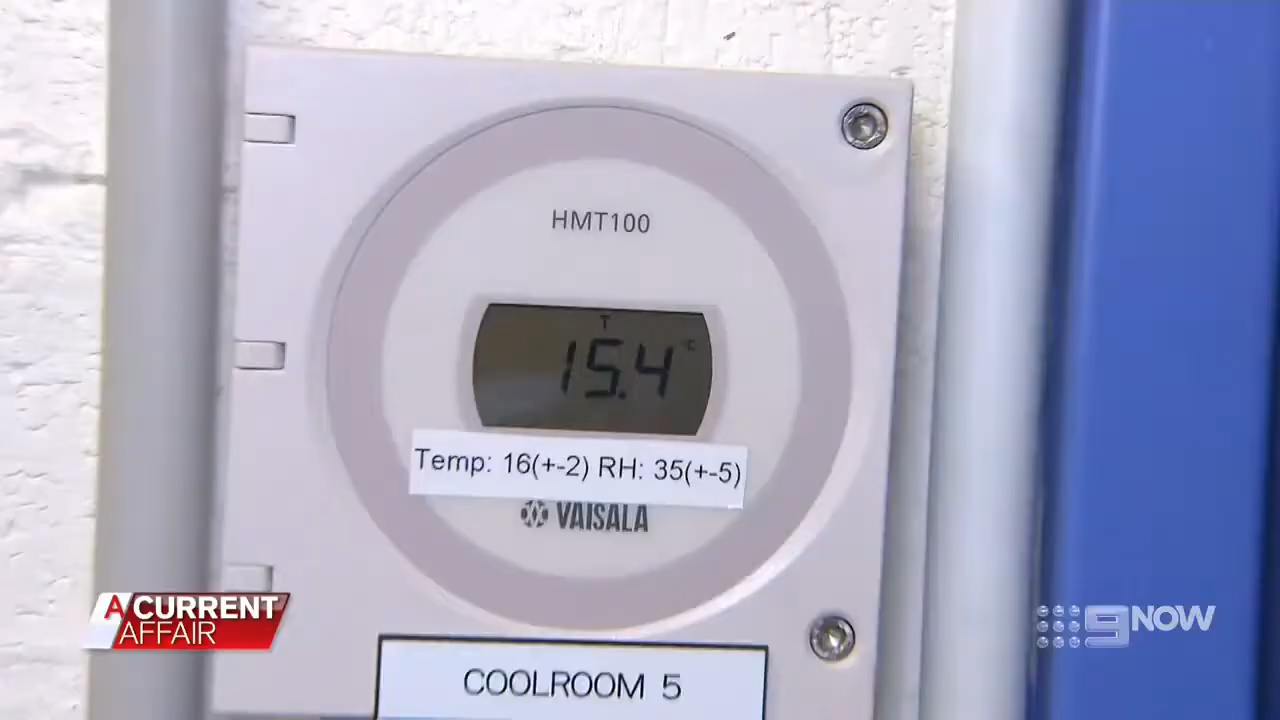 HMT100
T
15.4 °C
Temp: 16(+-2) RH: 35(+-5)
VAISALA
A CURRENT
AFFAIR
9NOW
COOLROOM 5